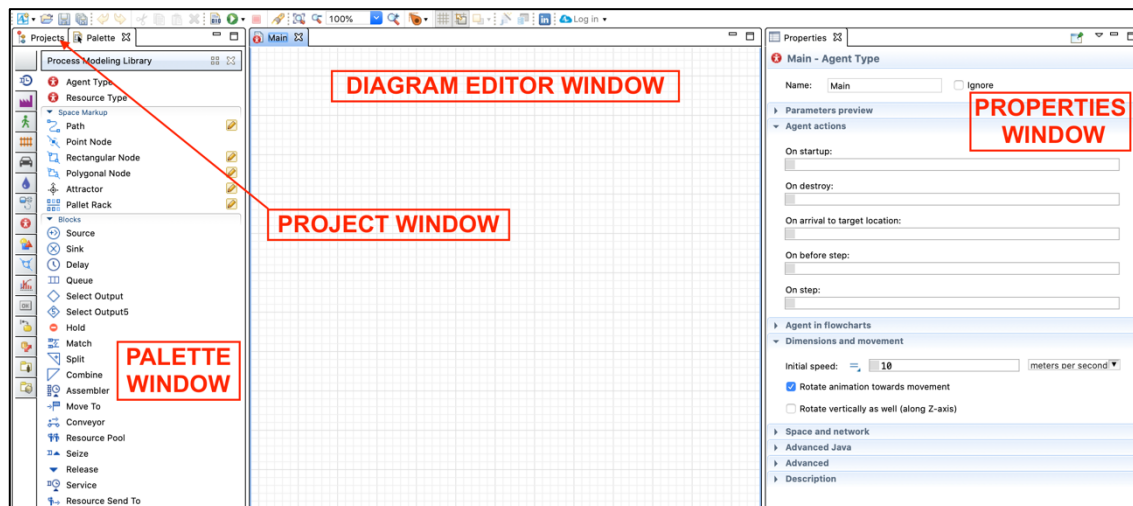 100%
Log in
Projects
Palette
Main
Properties
Process Modeling Library
Agent Type
Resource Type
Space Markup
Path
Point Node
Rectangular Node
Polygonal Node
Attractor
Pallet Rack
Blocks
Source
Sink
Delay
Queue
Select Output
Select Output5
Hold
Match
Split
Combine
Assembler
Move To
Conveyor
Resource Pool
Seize
Release
Service
Resource Send To
PROJECT WINDOW
PALETTE
WINDOW
DIAGRAM EDITOR WINDOW
Main - Agent Type
Name: Main Ignore
PROPERTIES
WINDOW
Parameters preview
Agent actions
On startup:
On destroy:
On arrival to target location:
On before step:
On step:
Agent in flowcharts
Dimensions and movement
Initial speed: 10 meters per second
Rotate animation towards movement
Rotate vertically as well (along Z-axis)
Space and network
Advanced Java
Advanced
Description